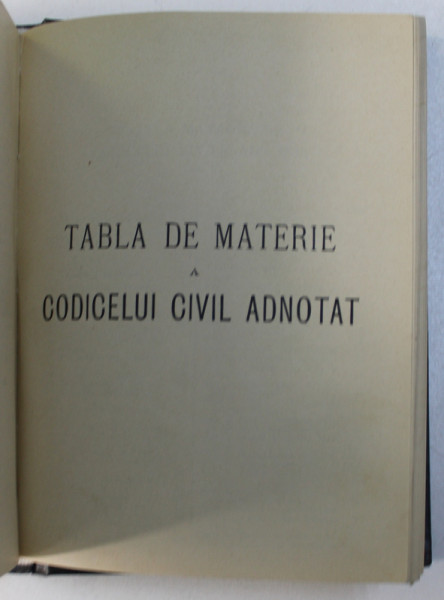 TABLA DE MATERIE
A
CODICELUI CIVIL ADNOTAT